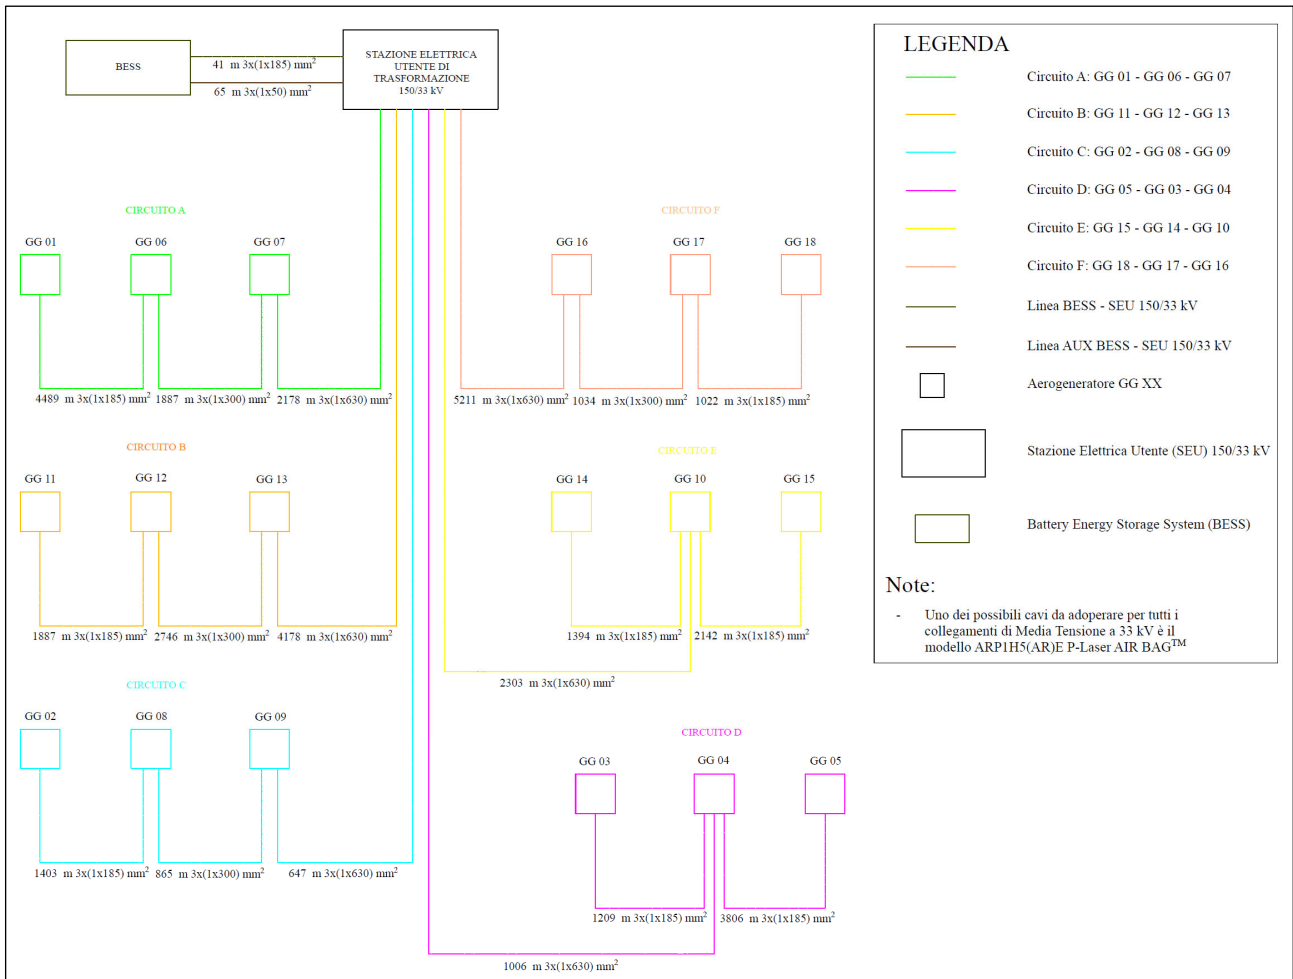 BESS
41 m 3x(1x185) mm²
65 m 3x(1x50) mm²
STAZIONE ELETTRICA
UTENTE DI
TRASFORMAZIONE
150/33 kV
CIRCUITO A
GG 01
GG 06
GG 07
4489 m 3x(1x185) mm²
1887 m 3x(1x300) mm²
2178 m 3x(1x630) mm²
CIRCUITO F
GG 16
GG 17
GG 18
5211 m 3x(1x630) mm²
1034 m 3x(1x300) mm²
1022 m 3x(1x185) mm²
CIRCUITO B
GG 11
GG 12
GG 13
1887 m 3x(1x185) mm²
2746 m 3x(1x300) mm²
4178 m 3x(1x630) mm²
CIRCUITO E
GG 14
GG 10
GG 15
1394 m 3x(1x185) mm²
2142 m 3x(1x185) mm²
2303 m 3x(1x630) mm²
CIRCUITO C
GG 02
GG 08
GG 09
1403 m 3x(1x185) mm²
865 m 3x(1x300) mm²
647 m 3x(1x630) mm²
CIRCUITO D
GG 03
GG 04
GG 05
1209 m 3x(1x185) mm²
3806 m 3x(1x185) mm²
1006 m 3x(1x630) mm²
LEGENDA
Circuito A: GG 01 - GG 06 - GG 07
Circuito B: GG 11 - GG 12 - GG 13
Circuito C: GG 02 - GG 08 - GG 09
Circuito D: GG 05 - GG 03 - GG 04
Circuito E: GG 15 - GG 14 - GG 10
Circuito F: GG 18 - GG 17 - GG 16
Linea BESS - SEU 150/33 kV
Linea AUX BESS - SEU 150/33 kV
Aerogeneratore GG XX
Stazione Elettrica Utente (SEU) 150/33 kV
Battery Energy Storage System (BESS)
Note:
- Uno dei possibili cavi da adoperare per tutti i
collegamenti di Media Tensione a 33 kV è il
modello ARP1H5(AR)E P-Laser AIR BAG™